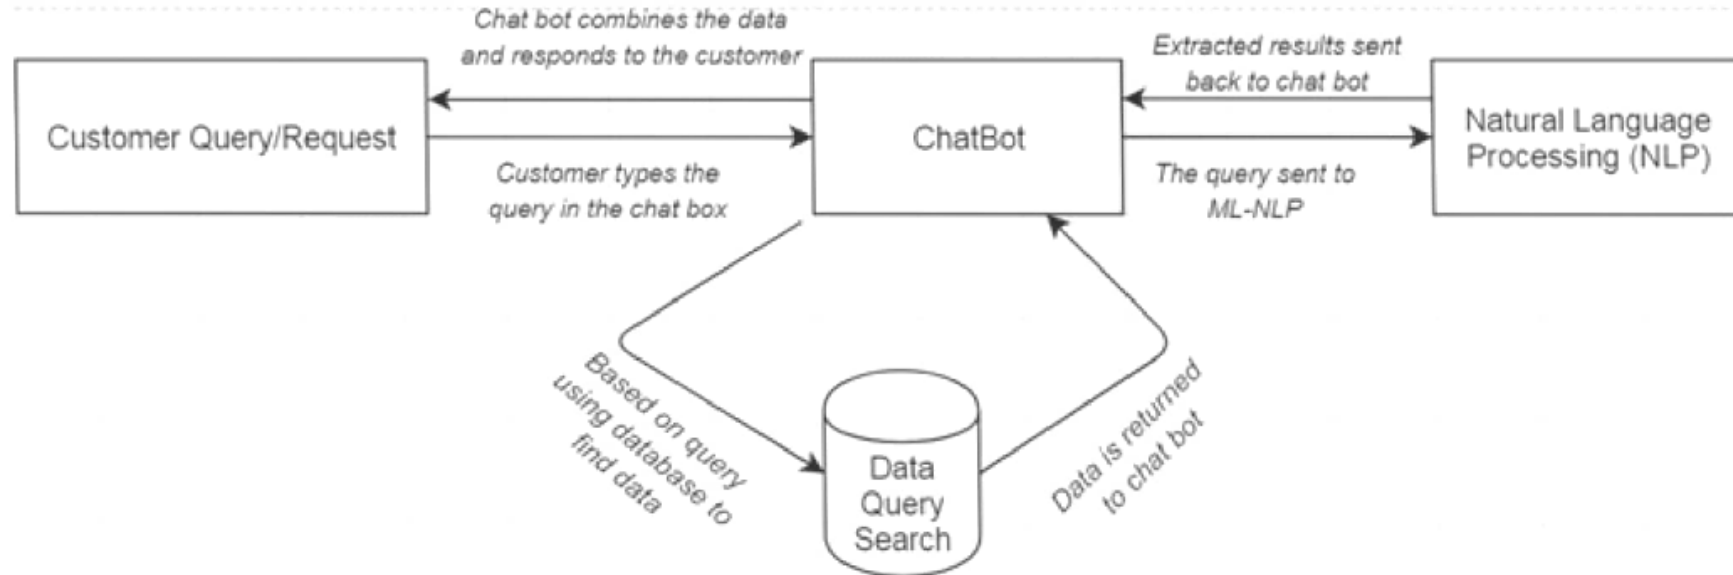 Chat bot combines the data
and responds to the customer
Extracted results sent
back to chat bot
Customer Query/Request
ChatBot
Natural Language
Processing (NLP)
Customer types the
query in the chat box
The query sent to
ML-NLP
Based on query
using database to
find data
Data
Query
Search
Data is returned
to chat bot